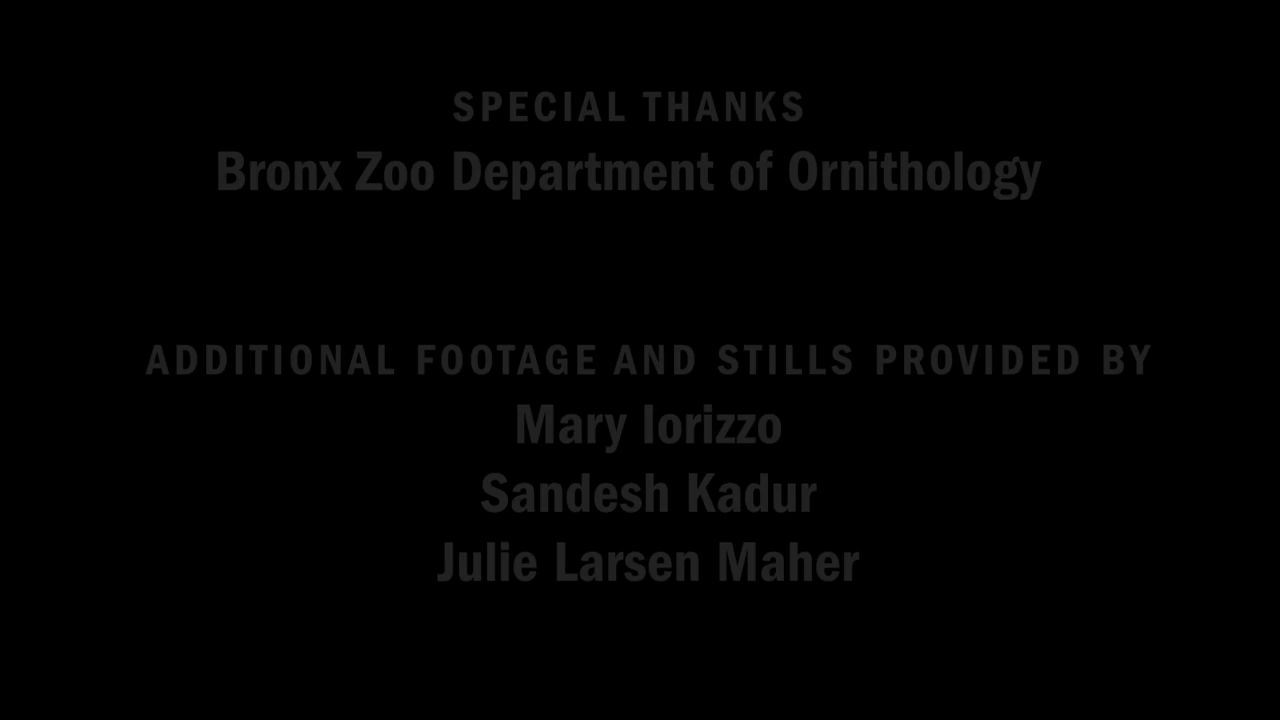 SPECIAL THANKS
Bronx Zoo Department of Ornithology
ADDITIONAL FOOTAGE AND STILLS PROVIDED BY
Mary Iorizzo
Sandesh Kadur
Julie Larsen Maher